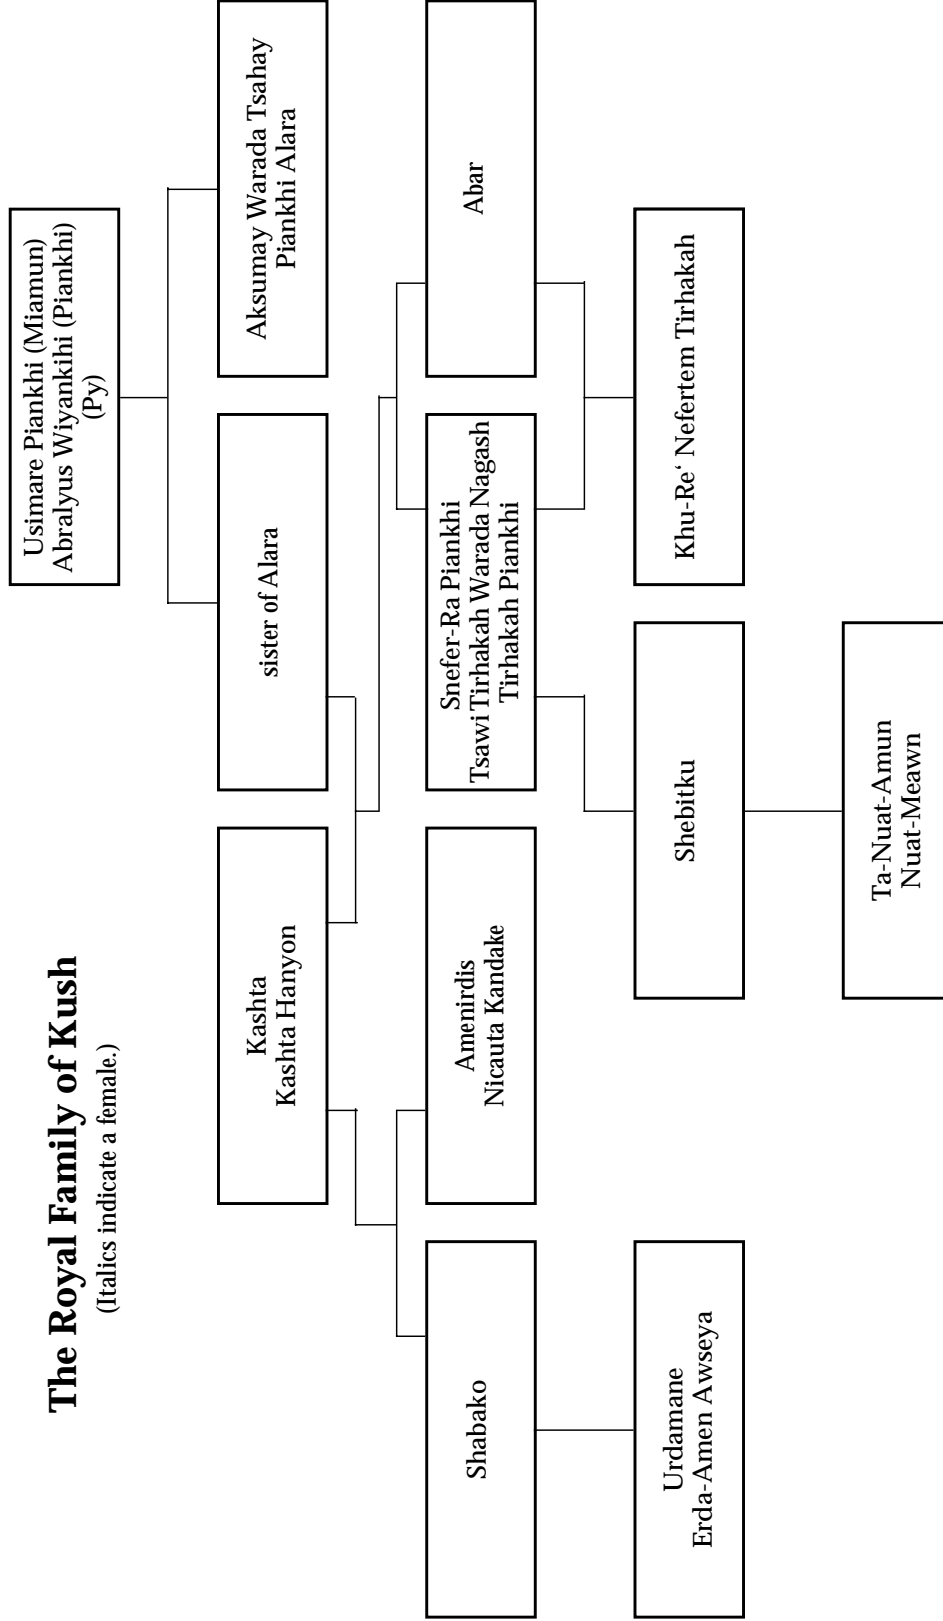 The Royal Family of Kush
(Italics indicate a female.)
Usimare Piankhi (Miamun)
Abralyus Wiyankihi (Piankhi)
(Py)
Kashta
Kashta Hanyon
sister of Alara
Aksumay Warada Tsahay
Piankhi Alara
Shabako
Amenirdis
Nicauta Kandake
Snefer-Ra Piankhi
Tsawi Tirhakah Warada Nagash
Tirhakah Piankhi
Abar
Urdamane
Erda-Amen Awseya
Shebitku
Khu-Re‘ Nefertem Tirhakah
Ta-Nuat-Amun
Nuat-Meawn